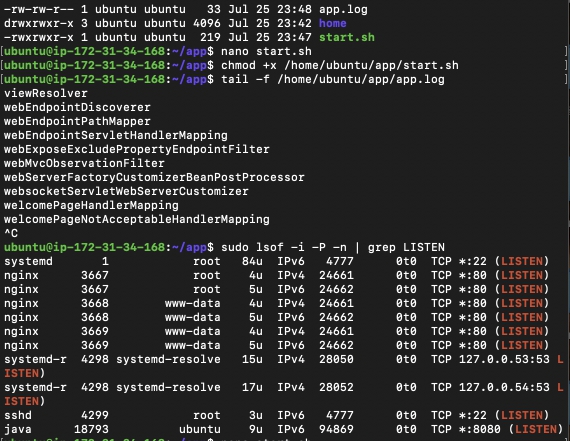 -rw-rw-r-- 1 ubuntu ubuntu   33 Jul 25 23:48 app.log
drwxrwxr-x 3 ubuntu ubuntu 4096 Jul 25 23:42 home
-rwxrwxr-x 1 ubuntu ubuntu  219 Jul 25 23:47 start.sh
[ubuntu@ip-172-31-34-168:~/app$ nano start.sh ]
[ubuntu@ip-172-31-34-168:~/app$ chmod +x /home/ubuntu/app/start.sh ]
[ubuntu@ip-172-31-34-168:~/app$ tail -f /home/ubuntu/app/app.log ]
viewResolver
webEndpointDiscoverer
webEndpointPathMapper
webEndpointServletHandlerMapping
webExposeExcludePropertyEndpointFilter
webMvcObservationFilter
webServerFactoryCustomizerBeanPostProcessor
websocketServletWebServerCustomizer
welcomePageHandlerMapping
welcomePageNotAcceptableHandlerMapping
^C
ubuntu@ip-172-31-34-168:~/app$ sudo lsof -i -P -n | grep LISTEN
systemd      1            root   84u  IPv6   4777      0t0  TCP *:22 (LISTEN)
nginx     3667            root    4u  IPv4  24661      0t0  TCP *:80 (LISTEN)
nginx     3667            root    5u  IPv6  24662      0t0  TCP *:80 (LISTEN)
nginx     3668        www-data    4u  IPv4  24661      0t0  TCP *:80 (LISTEN)
nginx     3668        www-data    5u  IPv6  24662      0t0  TCP *:80 (LISTEN)
nginx     3669        www-data    4u  IPv4  24661      0t0  TCP *:80 (LISTEN)
nginx     3669        www-data    5u  IPv6  24662      0t0  TCP *:80 (LISTEN)
systemd-r  4298 systemd-resolve   15u  IPv4  28050      0t0  TCP 127.0.0.53:53 (L
ISTEN)
systemd-r  4298 systemd-resolve   17u  IPv4  28052      0t0  TCP 127.0.0.54:53 (L
ISTEN)
sshd      4299            root    3u  IPv6   4777      0t0  TCP *:22 (LISTEN)
java     18793          ubuntu    9u  IPv6  94869      0t0  TCP *:8080 (LISTEN)